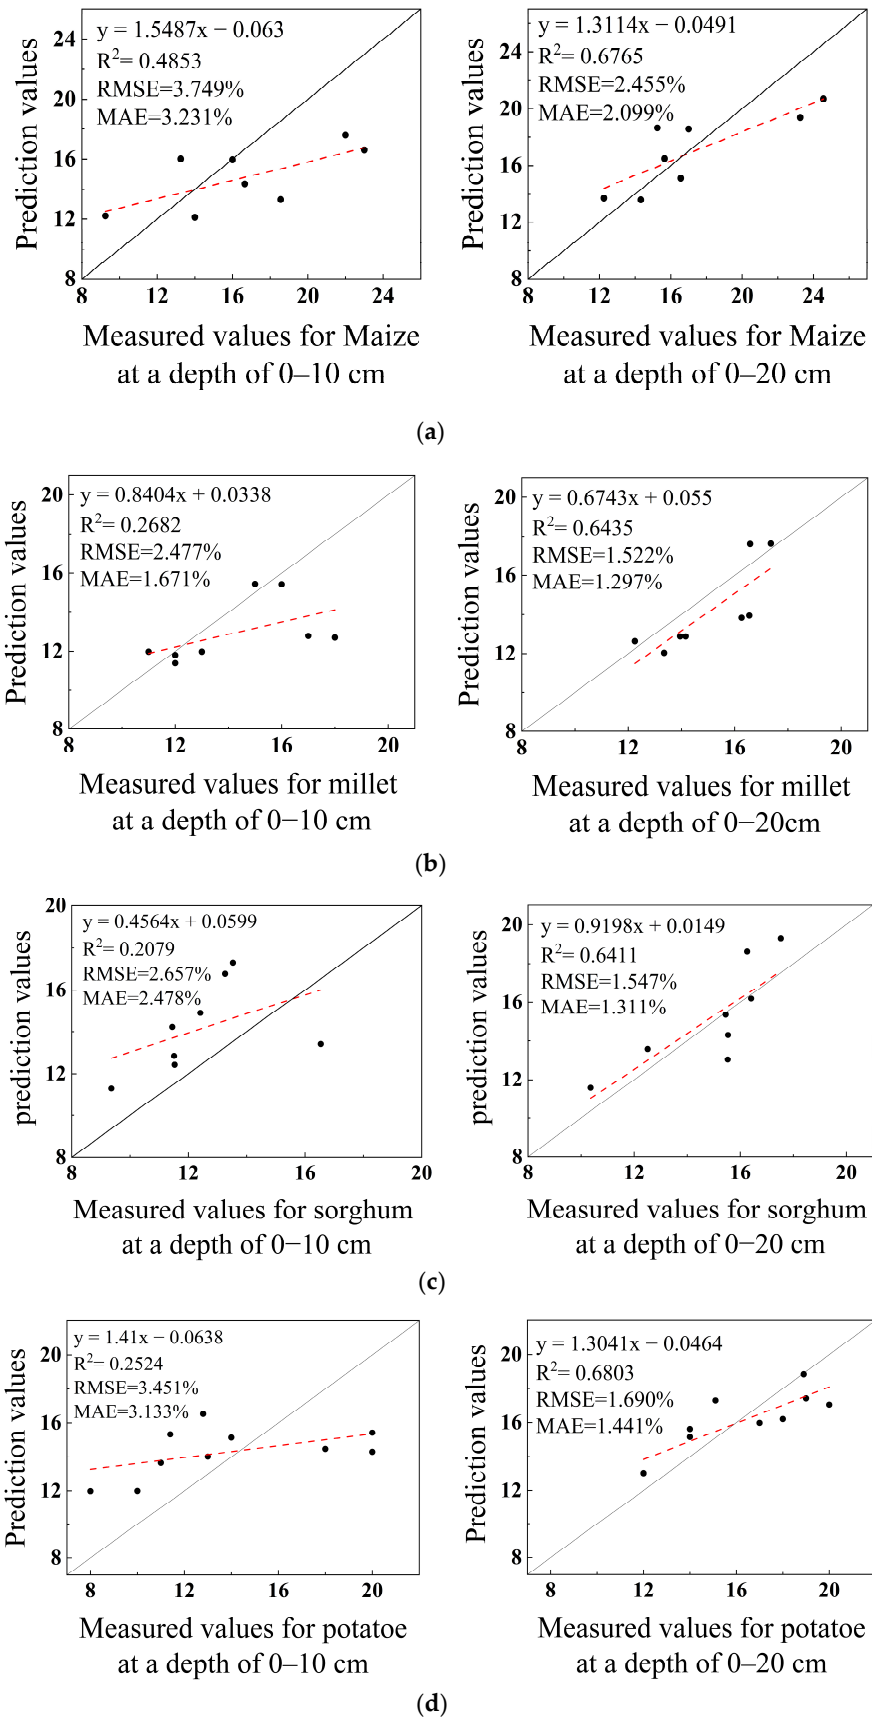 y = 1.5487x − 0.063
R2= 0.4853
RMSE=3.749%
MAE=3.231%
Prediction values
24
20
16
12
8
8 12 16 20 24
Measured values for Maize
at a depth of 0–10 cm
y = 1.3114x − 0.0491
R2= 0.6765
RMSE=2.455%
MAE=2.099%
Prediction values
24
20
16
12
8
8 12 16 20 24
Measured values for Maize
at a depth of 0–20 cm
(a)
y = 0.8404x + 0.0338
R2= 0.2682
RMSE=2.477%
MAE=1.671%
Prediction values
20
16
12
8
8 12 16 20
Measured values for millet
at a depth of 0−10 cm
y = 0.6743x + 0.055
R2= 0.6435
RMSE=1.522%
MAE=1.297%
Prediction values
20
16
12
8
8 12 16 20
Measured values for millet
at a depth of 0−20cm
(b)
y = 0.4564x + 0.0599
R2= 0.2079
RMSE=2.657%
MAE=2.478%
prediction values
20
16
12
8
8 12 16 20
Measured values for sorghum
at a depth of 0−10 cm
y = 0.9198x + 0.0149
R2= 0.6411
RMSE=1.547%
MAE=1.311%
prediction values
20
16
12
8
8 12 16 20
Measured values for sorghum
at a depth of 0−20 cm
(c)
y = 1.41x − 0.0638
R2= 0.2524
RMSE=3.451%
MAE=3.133%
Prediction values
20
16
12
8
8 12 16 20
Measured values for potatoe
at a depth of 0–10 cm
y = 1.3041x − 0.0464
R2= 0.6803
RMSE=1.690%
MAE=1.441%
Prediction values
20
16
12
8
8 12 16 20
Measured values for potatoe
at a depth of 0–20 cm
(d)